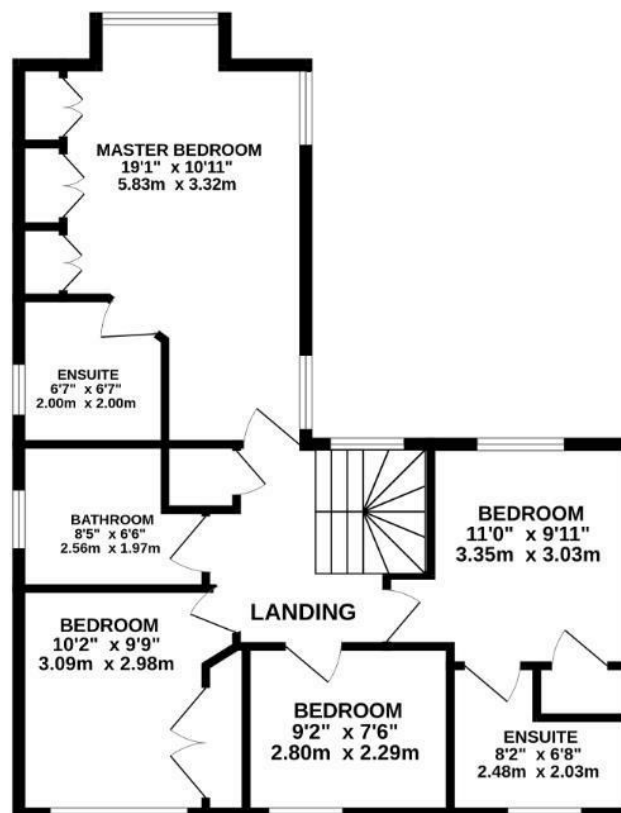 MASTER BEDROOM
19'1" x 10'11"
5.83m x 3.32m
ENSUITE
6'7" x 6'7"
2.00m x 2.00m
BATHROOM
8'5" x 6'6"
2.56m x 1.97m
BEDROOM
11'0" x 9'11"
3.35m x 3.03m
LANDING
BEDROOM
10'2" x 9'9"
3.09m x 2.98m
BEDROOM
9'2" x 7'6"
2.80m x 2.29m
ENSUITE
8'2" x 6'8"
2.48m x 2.03m